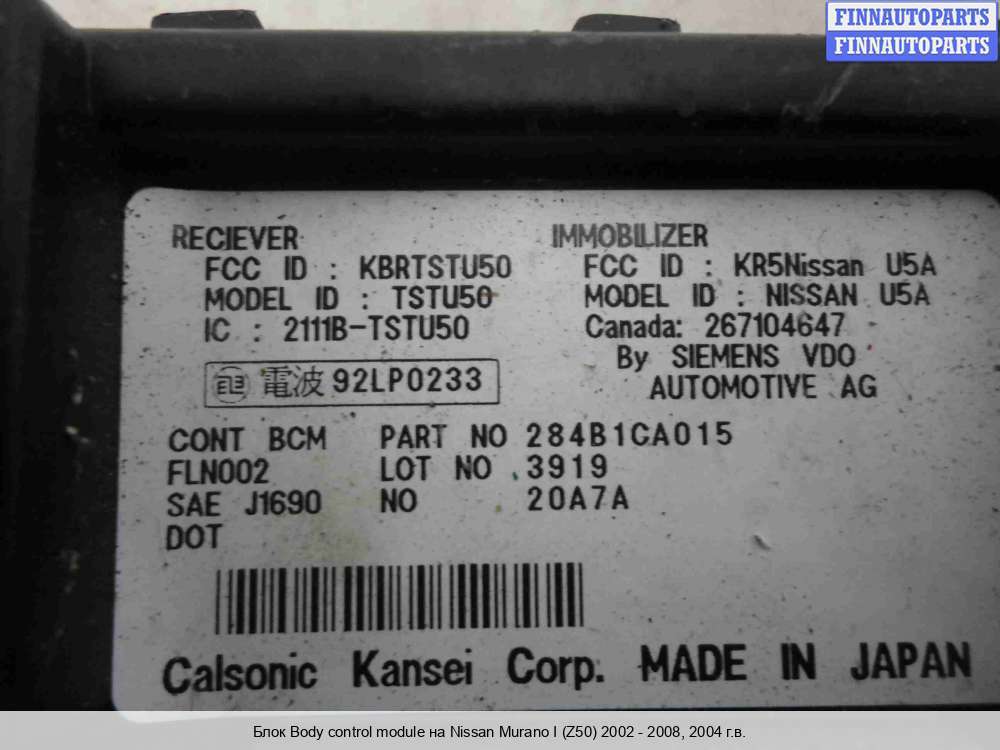 FINNAUTOPARTS
FINNAUTOPARTS
RECIEVER
FCC ID : KBRTSTU50
MODEL ID : TSTU50
IC : 2111B-TSTU50
電波 92LP0233
IMMOBILIZER
FCC ID : KR5Nissan U5A
MODEL ID : NISSAN U5A
Canada: 267104647
By SIEMENS VDO
AUTOMOTIVE AG
CONT BCM PART NO 284B1CA015
FLN002 LOT NO 3919
SAE J1690 NO 20A7A
DOT
Calsonic Kansei Corp. MADE IN JAPAN
Блок Body control module на Nissan Murano I (Z50) 2002 - 2008, 2004 г.в.